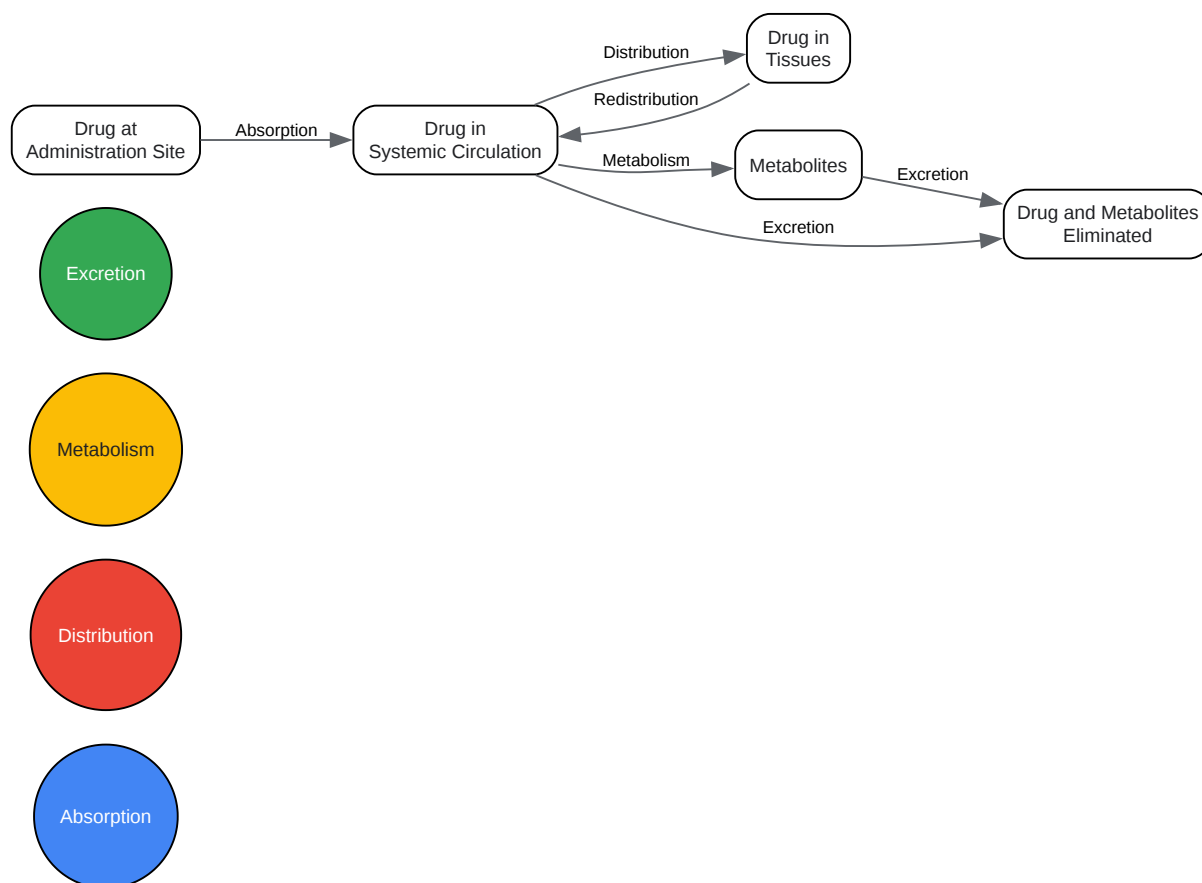 Drug in
Tissues
Distribution
Redistribution
Drug at
Administration Site
Absorption
Drug in
Systemic Circulation
Metabolism
Metabolites
Excretion
Excretion
Drug and Metabolites
Eliminated
Excretion
Metabolism
Distribution
Absorption